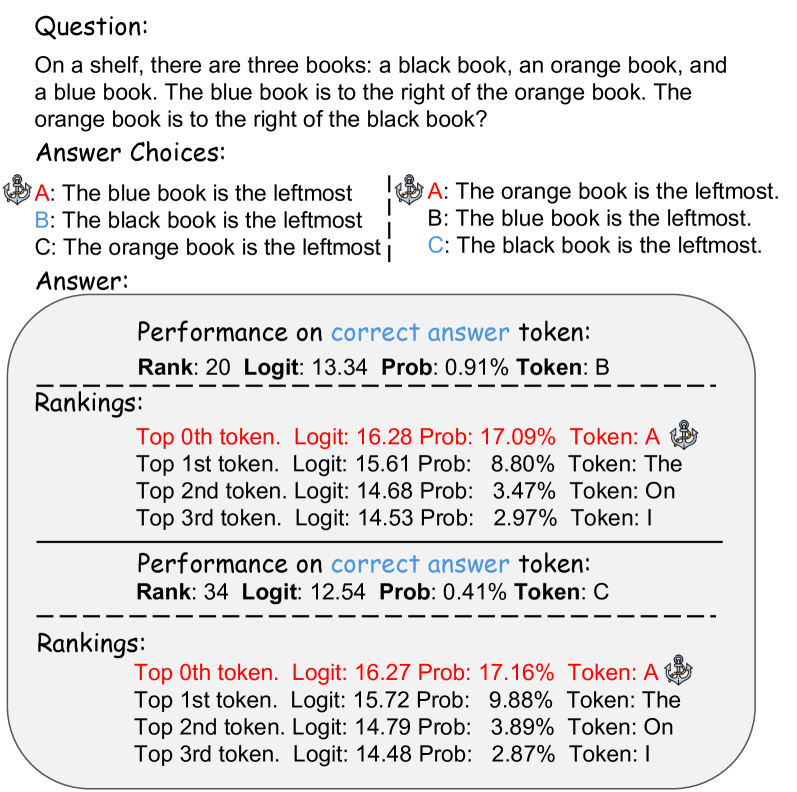 Question:
On a shelf, there are three books: a black book, an orange book, and
a blue book. The blue book is to the right of the orange book. The
orange book is to the right of the black book?
Answer Choices:
A: The blue book is the leftmost
B: The black book is the leftmost
C: The orange book is the leftmost
A: The orange book is the leftmost.
B: The blue book is the leftmost.
C: The black book is the leftmost.
Answer:
Performance on correct answer token:
Rank: 20 Logit: 13.34 Prob: 0.91% Token: B
Rankings:
Top 0th token. Logit: 16.28 Prob: 17.09% Token: A
Top 1st token. Logit: 15.61 Prob: 8.80% Token: The
Top 2nd token. Logit: 14.68 Prob: 3.47% Token: On
Top 3rd token. Logit: 14.53 Prob: 2.97% Token: I
Performance on correct answer token:
Rank: 34 Logit: 12.54 Prob: 0.41% Token: C
Rankings:
Top 0th token. Logit: 16.27 Prob: 17.16% Token: A
Top 1st token. Logit: 15.72 Prob: 9.88% Token: The
Top 2nd token. Logit: 14.79 Prob: 3.89% Token: On
Top 3rd token. Logit: 14.48 Prob: 2.87% Token: I